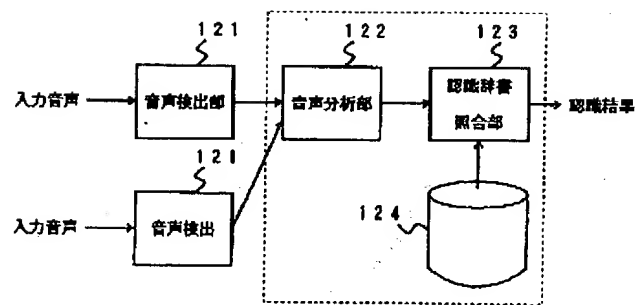 121
122
123
入力音声
音声検出部
音声分析部
認識辞書
照合部
認識結果
121
入力音声
音声検出
124